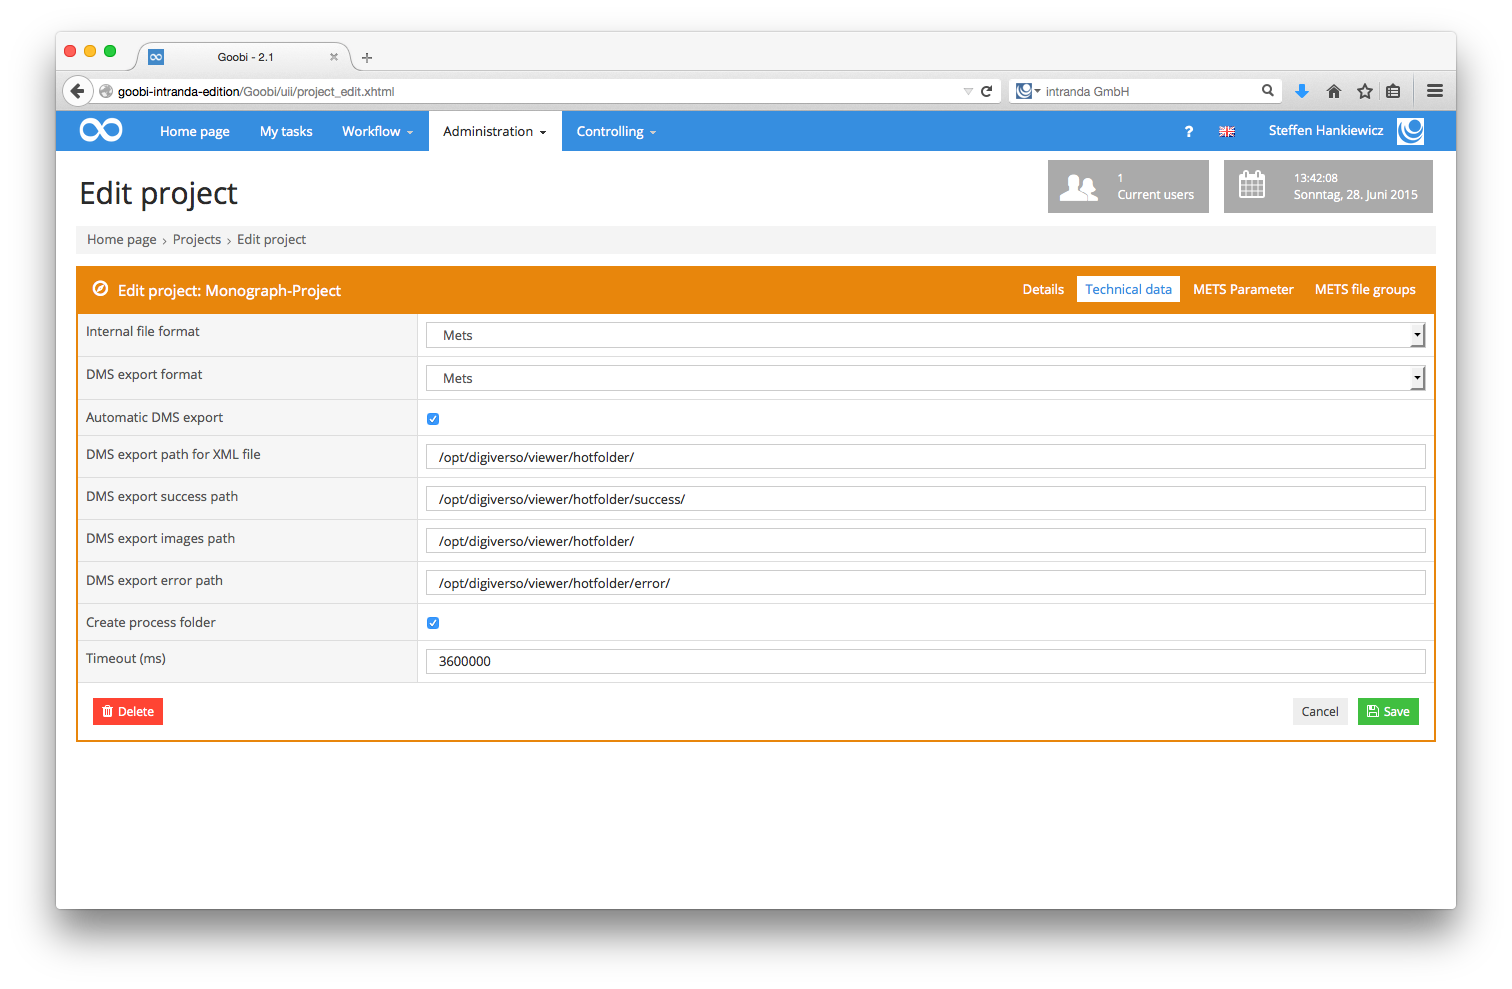 Goobi - 2.1
goobi-intranda-edition/Goobi/uii/project_edit.xhtml
intranda GmbH
Home page
My tasks
Workflow
Administration
Controlling
?
Steffen Hankiewicz
Edit project
1
Current users
13:42:08
Sonntag, 28. Juni 2015
Home page › Projects › Edit project
Edit project: Monograph-Project
Details
Technical data
METS Parameter
METS file groups
Internal file format
Mets
DMS export format
Mets
Automatic DMS export
DMS export path for XML file
/opt/digiverso/viewer/hotfolder/
DMS export success path
/opt/digiverso/viewer/hotfolder/success/
DMS export images path
/opt/digiverso/viewer/hotfolder/
DMS export error path
/opt/digiverso/viewer/hotfolder/error/
Create process folder
Timeout (ms)
3600000
Delete
Cancel
Save